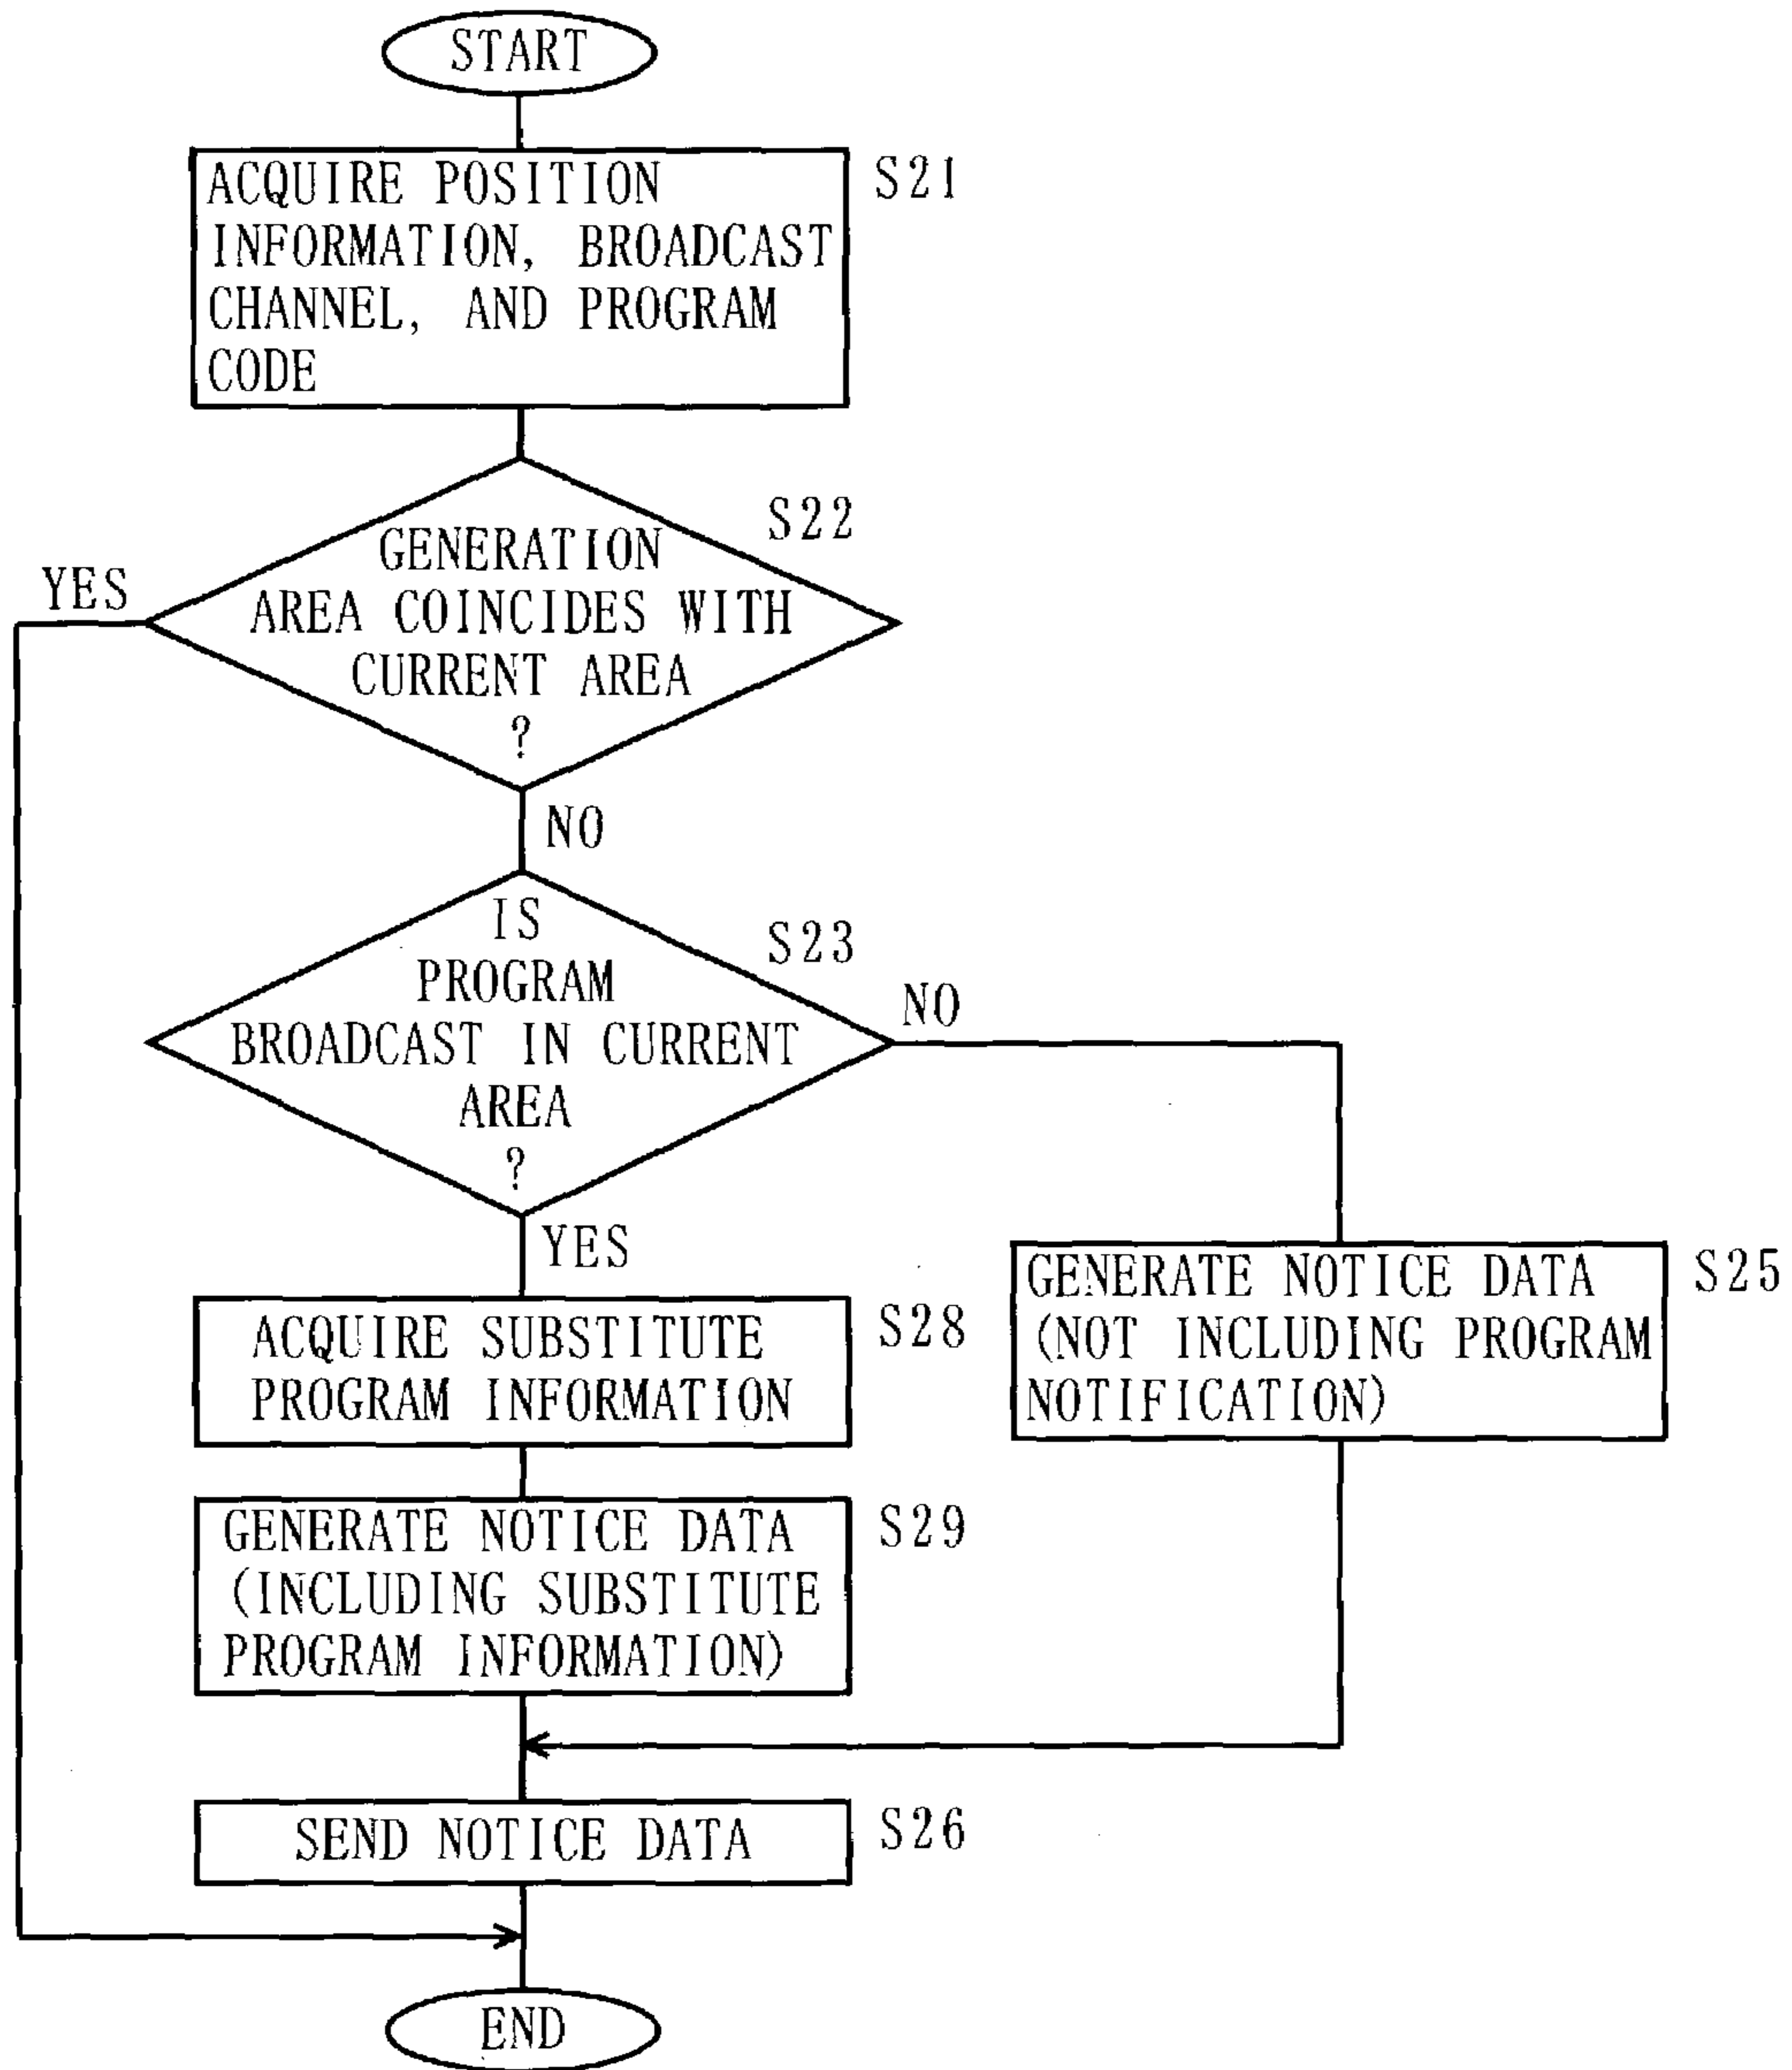 START
ACQUIRE POSITION
INFORMATION, BROADCAST
CHANNEL, AND PROGRAM
CODE
S21
S22
GENERATION
AREA COINCIDES WITH
CURRENT AREA
?
YES
NO
S23
IS
PROGRAM
BROADCAST IN CURRENT
AREA
?
NO
YES
ACQUIRE SUBSTITUTE
PROGRAM INFORMATION
S28
GENERATE NOTICE DATA
(NOT INCLUDING PROGRAM
NOTIFICATION)
S25
GENERATE NOTICE DATA
(INCLUDING SUBSTITUTE
PROGRAM INFORMATION)
S29
SEND NOTICE DATA
S26
END